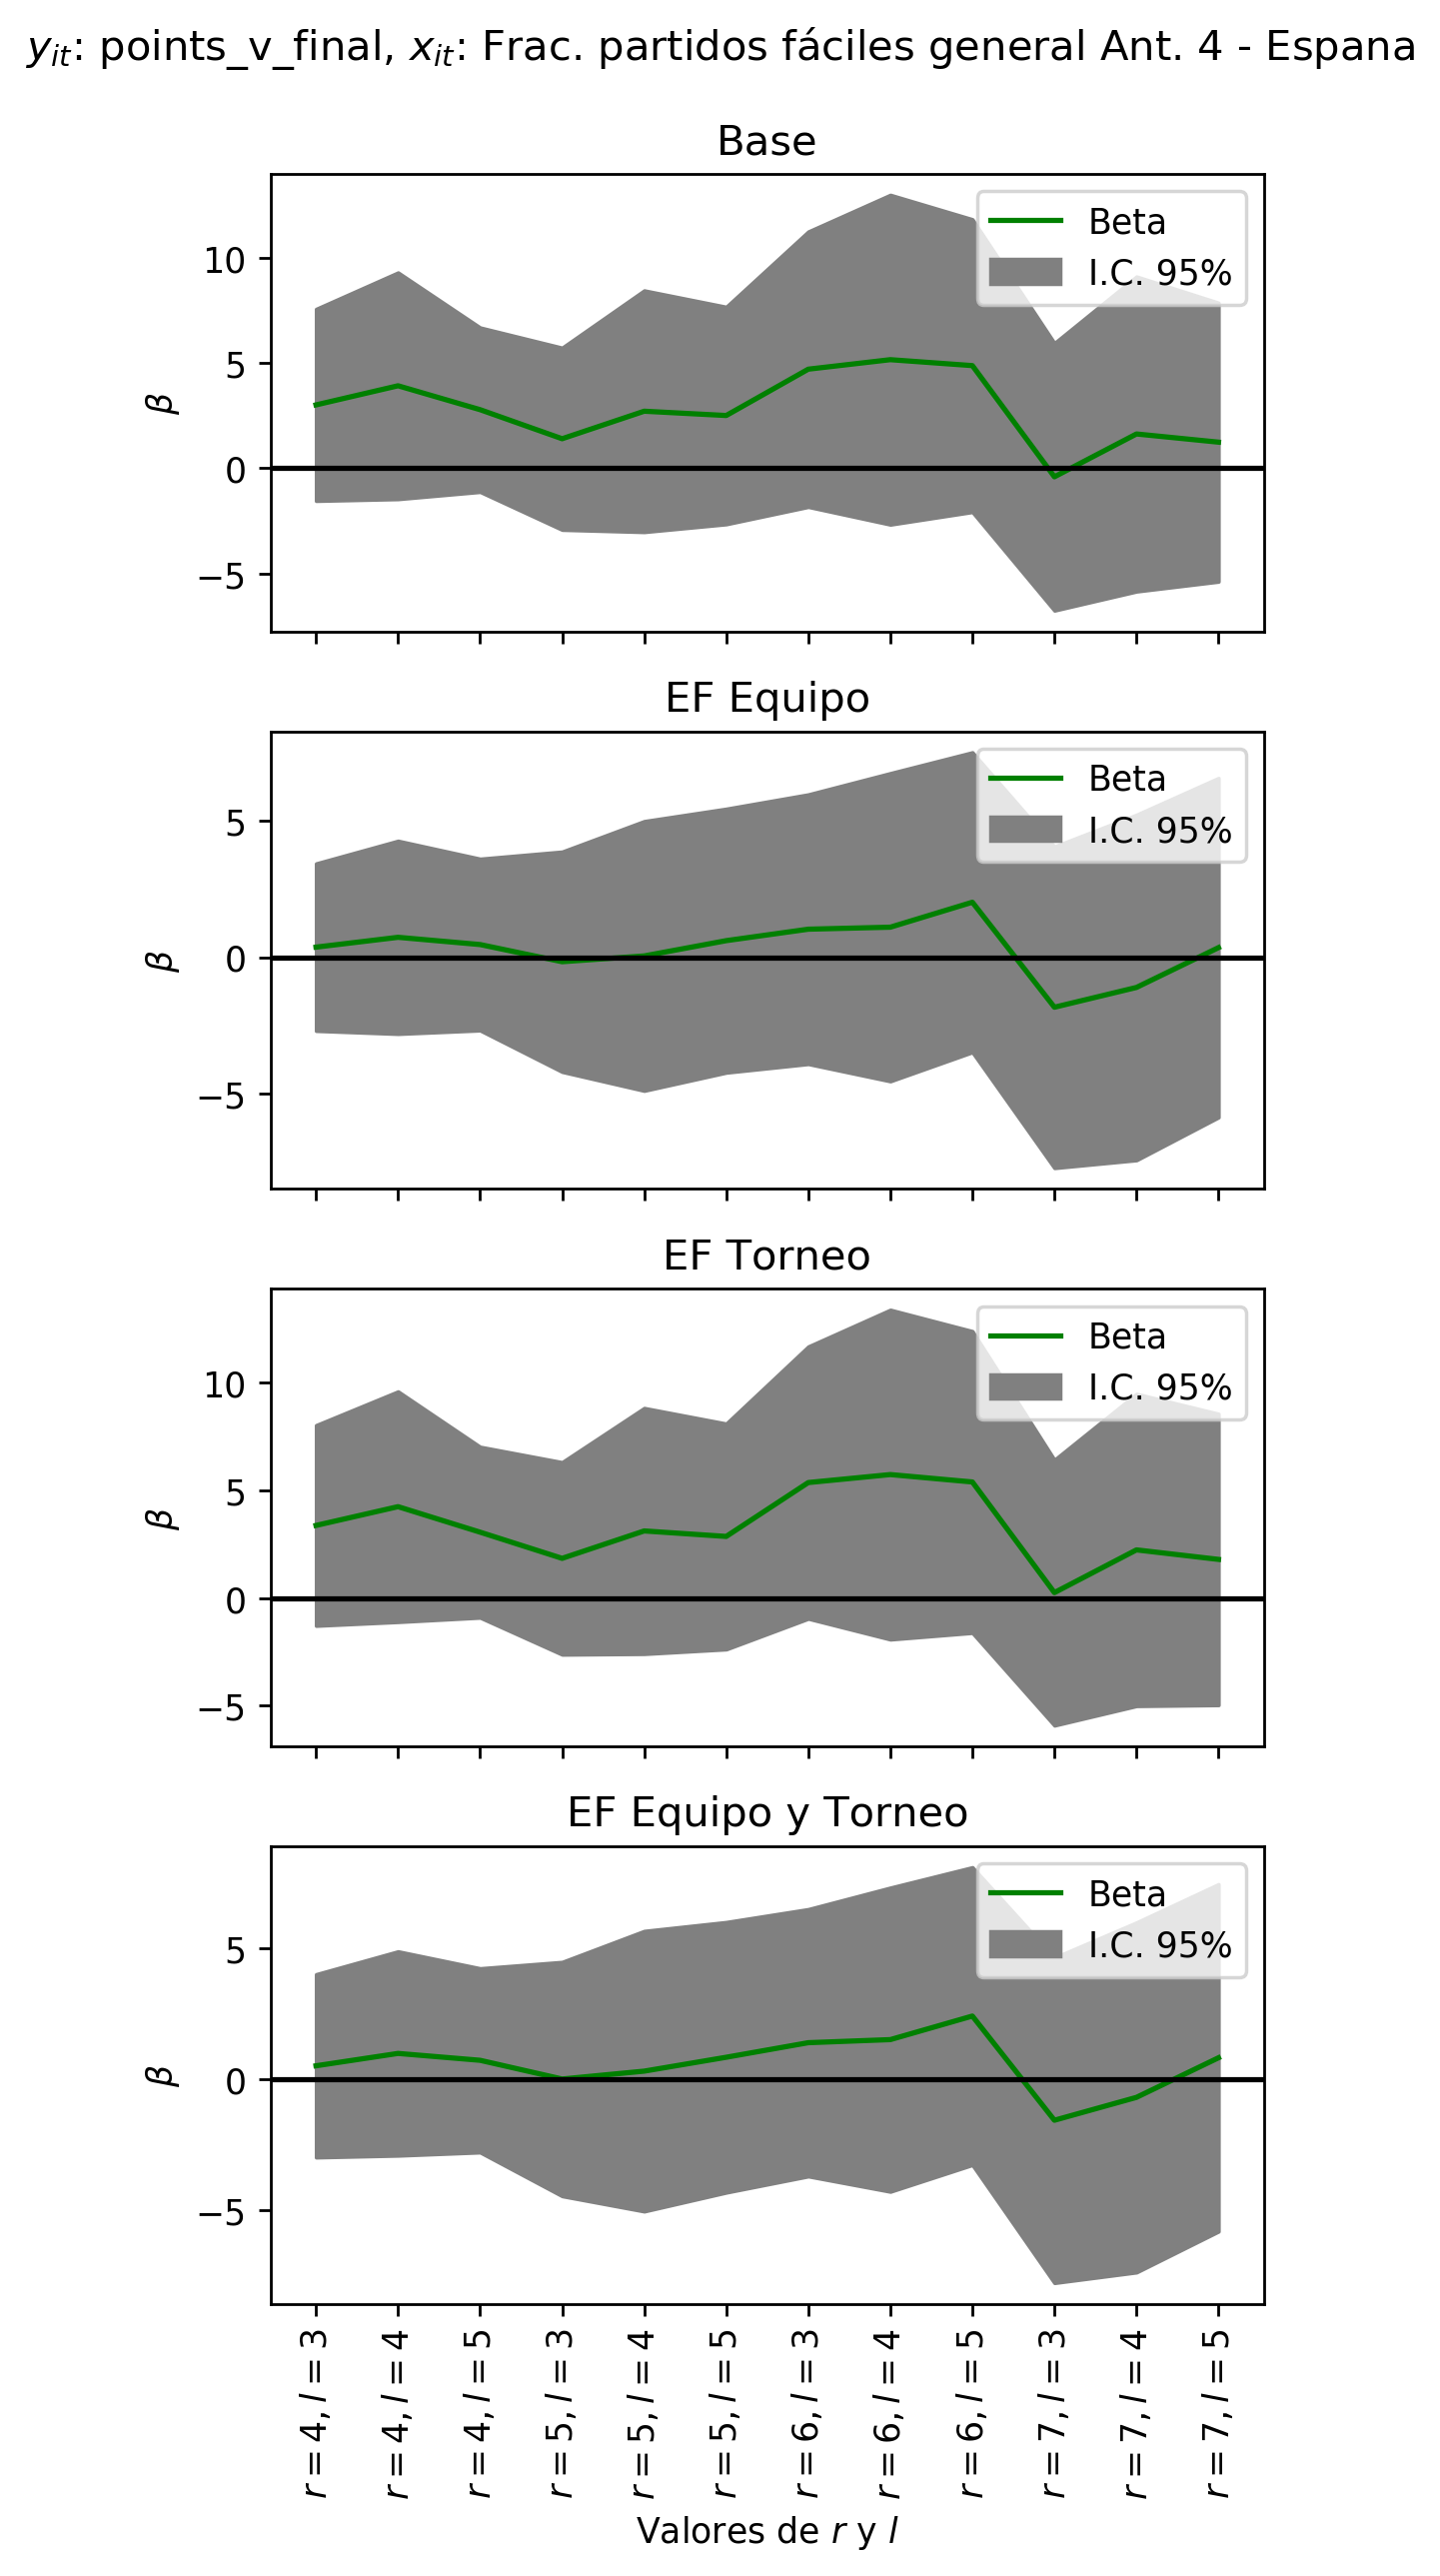 y_it: points_v_final, x_it: Frac. partidos fáciles general Ant. 4 - Espana
Base
Beta
I.C. 95%
10
5
0
−5
β
EF Equipo
Beta
I.C. 95%
5
0
−5
β
EF Torneo
Beta
I.C. 95%
10
5
0
−5
β
EF Equipo y Torneo
Beta
I.C. 95%
5
0
−5
β
r = 4, l = 3
r = 4, l = 4
r = 4, l = 5
r = 5, l = 3
r = 5, l = 4
r = 5, l = 5
r = 6, l = 3
r = 6, l = 4
r = 6, l = 5
r = 7, l = 3
r = 7, l = 4
r = 7, l = 5
Valores de r y l